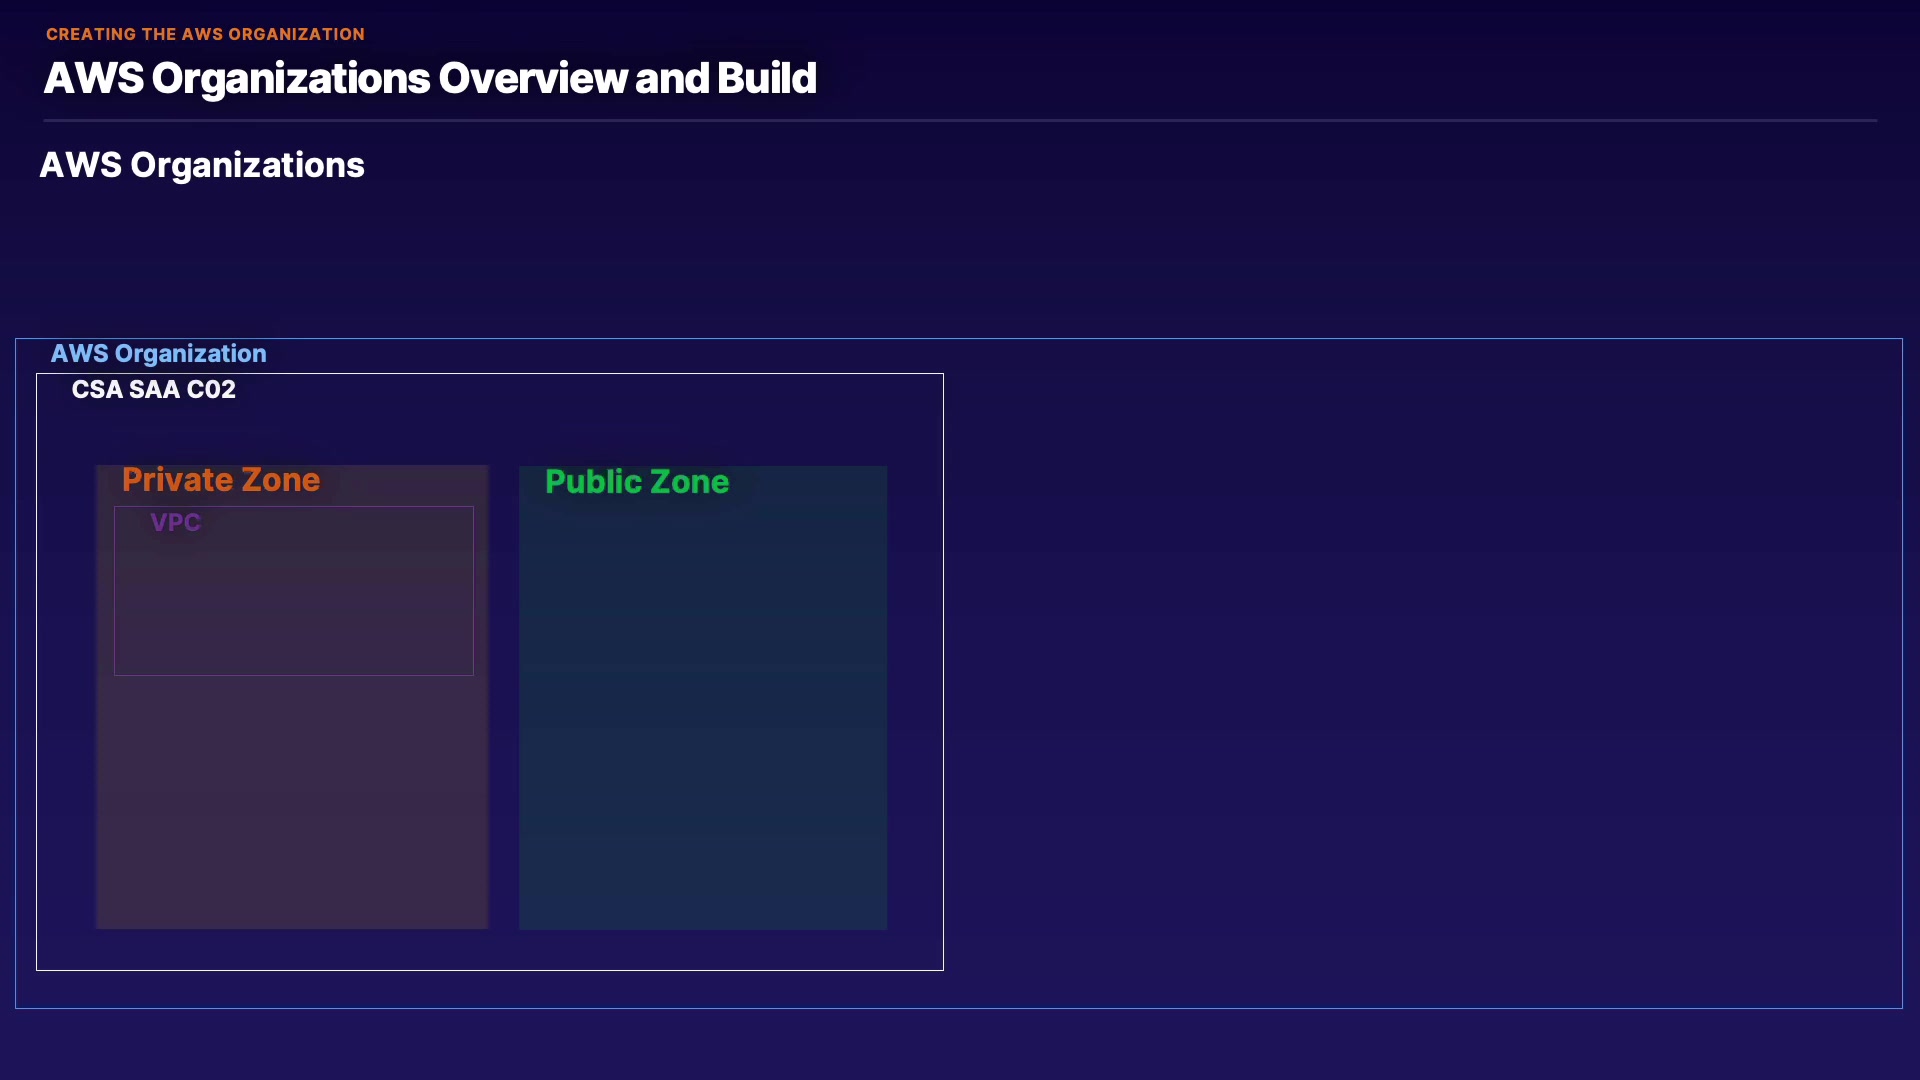 CREATING THE AWS ORGANIZATION
AWS Organizations Overview and Build
AWS Organizations
AWS Organization
CSA SAA C02
Private Zone
Public Zone
VPC